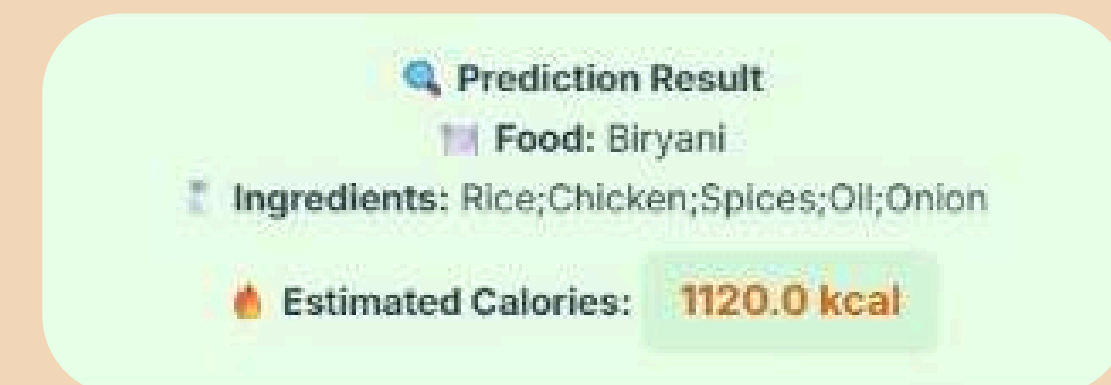 Prediction Result
Food: Biryani
Ingredients: Rice;Chicken;Spices;Oil;Onion
Estimated Calories: 1120.0 kcal